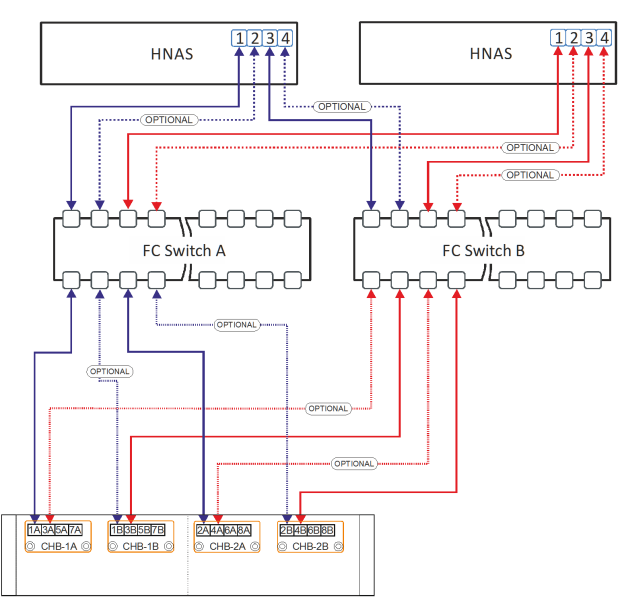 HNAS 1 2 3 4
HNAS 1 2 3 4
OPTIONAL
OPTIONAL
OPTIONAL
OPTIONAL
FC Switch A
FC Switch B
OPTIONAL
OPTIONAL
OPTIONAL
OPTIONAL
1A 3A 5A 7A
CHB-1A
1B 3B 5B 7B
CHB-1B
2A 4A 6A 8A
CHB-2A
2B 4B 6B 8B
CHB-2B